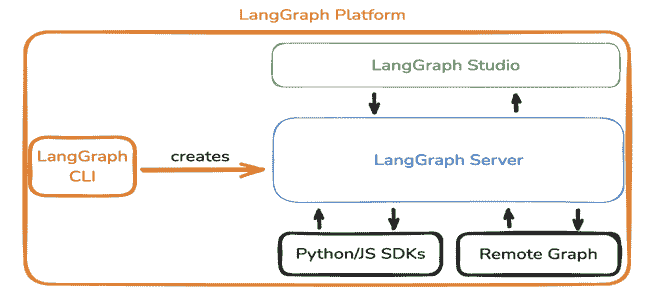 LangGraph Platform
LangGraph Studio
LangGraph
CLI
creates
LangGraph Server
Python/JS SDKs
Remote Graph